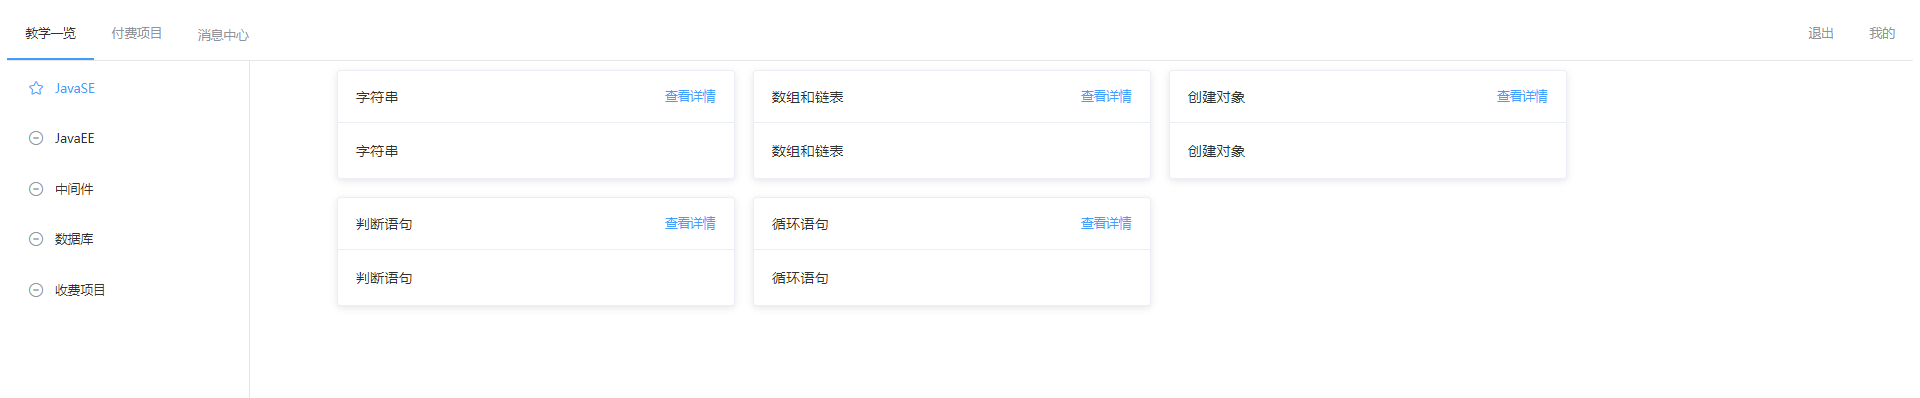 教学一览 付费项目 消息中心 退出 我的
JavaSE
JavaEE
中间件
数据库
收费项目
字符串 查看详情
字符串
数组和链表 查看详情
数组和链表
创建对象 查看详情
创建对象
判断语句 查看详情
判断语句
循环语句 查看详情
循环语句